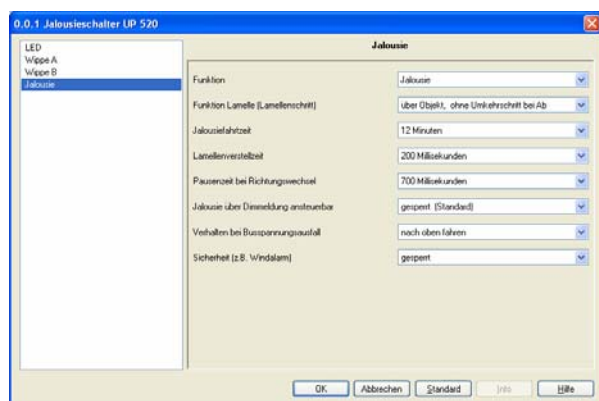 0.0.1 Jalousieschalter UP 520
LED
Wippe A
Wippe B
Jalousie
Jalousie
Funktion Jalousie
Funktion Lamelle (Lamellenschritt) über Objekt, ohne Umkehrschritt bei Ab
Jalousiefahrtzeit 12 Minuten
Lamellenverstellzeit 200 Millisekunden
Pausenzeit bei Richtungswechsel 700 Millisekunden
Jalousie über Dimmeldung ansteuerbar gesperrt (Standard)
Verhalten bei Busspannungsausfall nach oben fahren
Sicherheit (z.B. Windalarm) gesperrt
OK Abbrechen Standard Info Hilfe